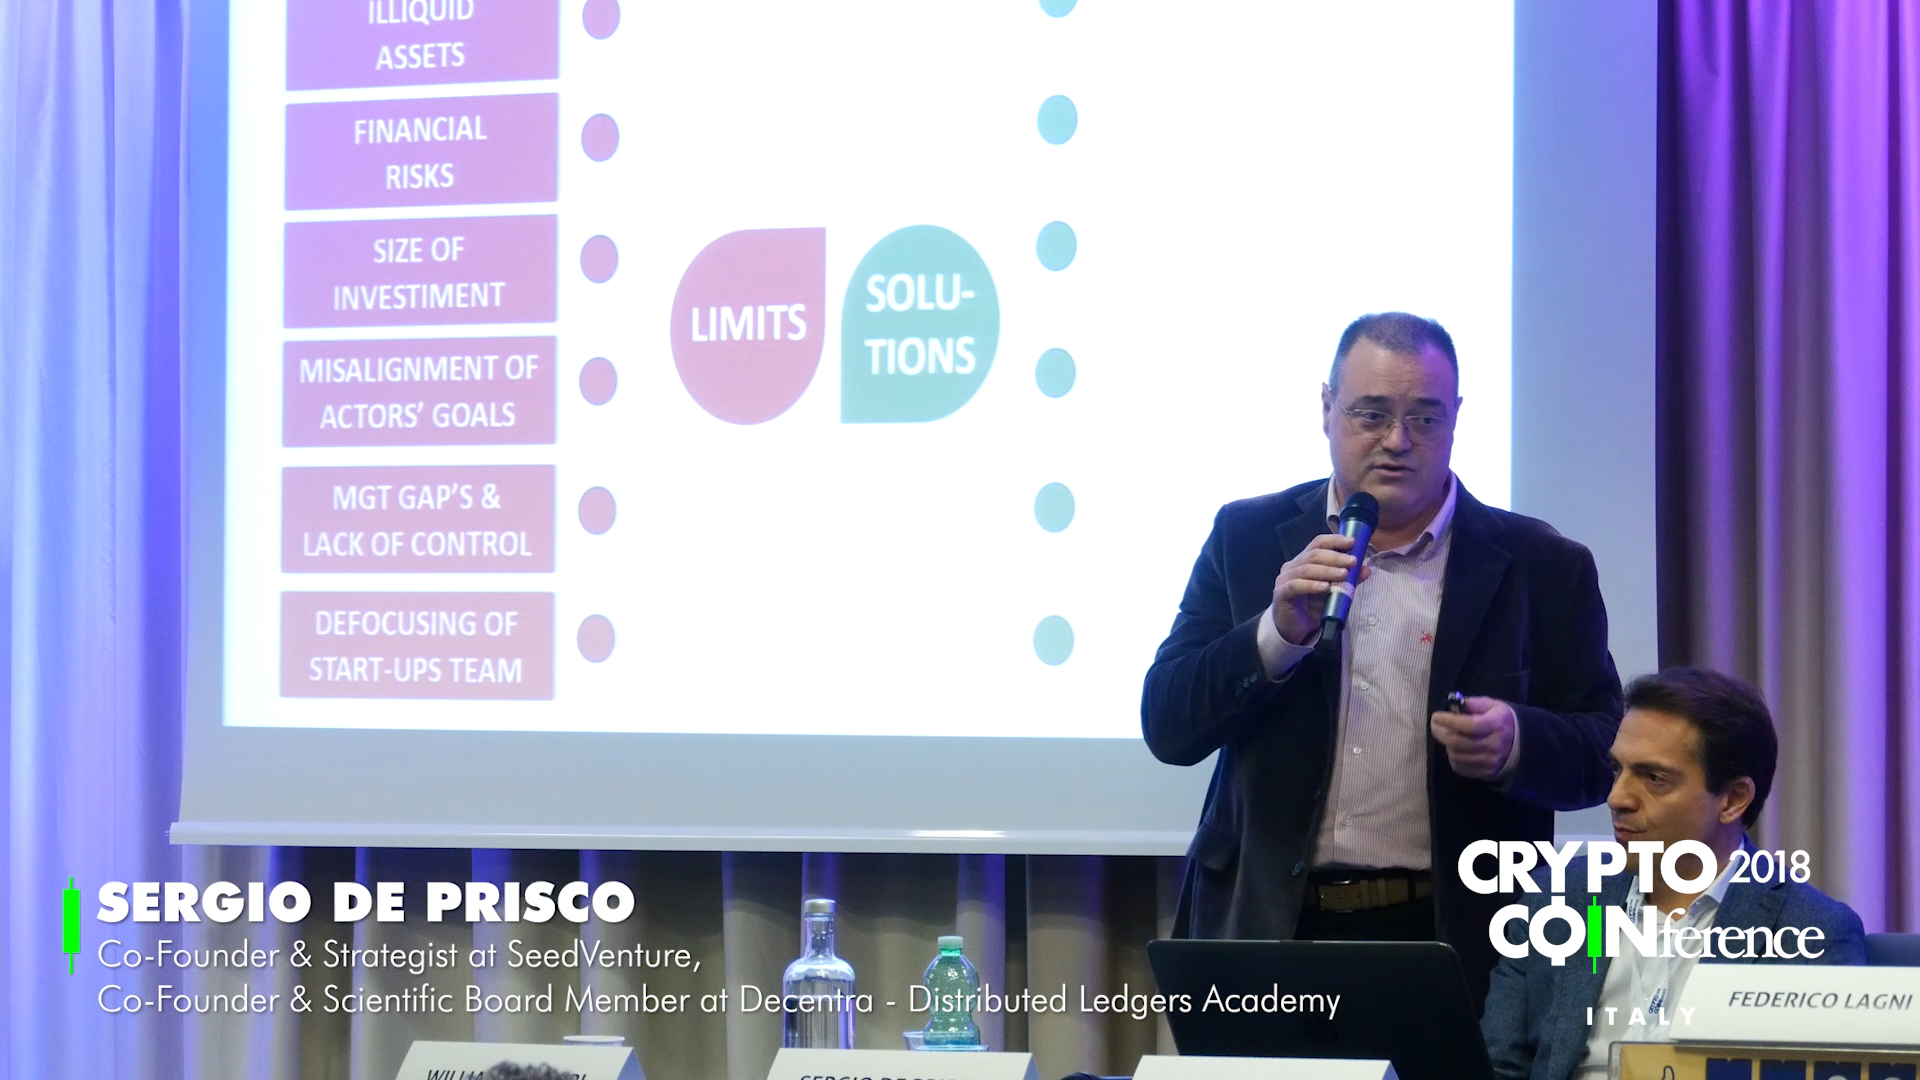 ILLIQUID
ASSETS
FINANCIAL
RISKS
SIZE OF
INVESTIMENT
MISALIGNMENT OF
ACTORS' GOALS
MGT GAP'S &
LACK OF CONTROL
DEFOCUSING OF
START-UPS TEAM
LIMITS
SOLU-
TIONS
SERGIO DE PRISCO
Co-Founder & Strategist at SeedVenture,
Co-Founder & Scientific Board Member at Decentra - Distributed Ledgers Academy
CRYPTO 2018
COINference
ITALY
FEDERICO LAGNI